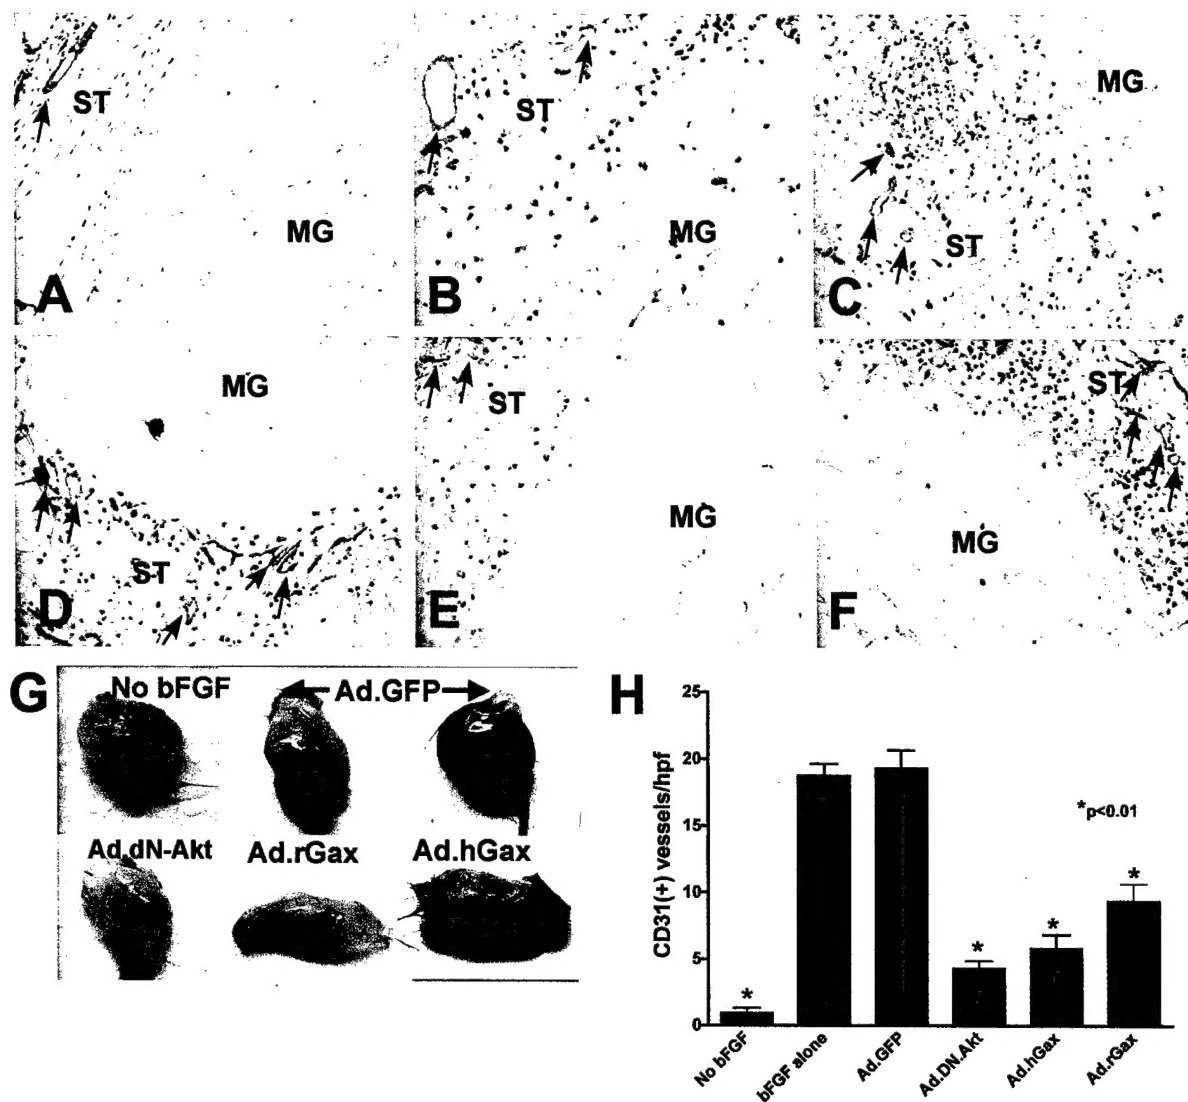 ST
MG
A
ST
MG
B
MG
ST
C
MG
ST
D
ST
MG
E
ST
MG
F
G
No bFGF
Ad.GFP
Ad.dN-Akt
Ad.rGax
Ad.hGax
H
25
20
15
10
5
0
CD31(+) vessels/hpf
*p<0.01
*
*
*
*
No bFGF
bFGF alone
Ad.GFP
Ad.DN.Akt
Ad.hGax
Ad.rGax